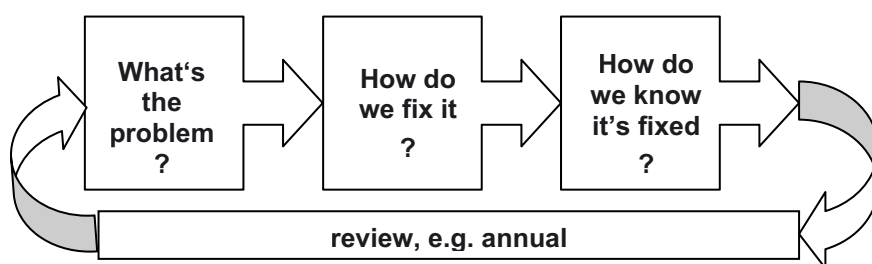 What‘s
the
problem
?
How do
we fix it
?
How do
we know
it’s fixed
?
review, e.g. annual